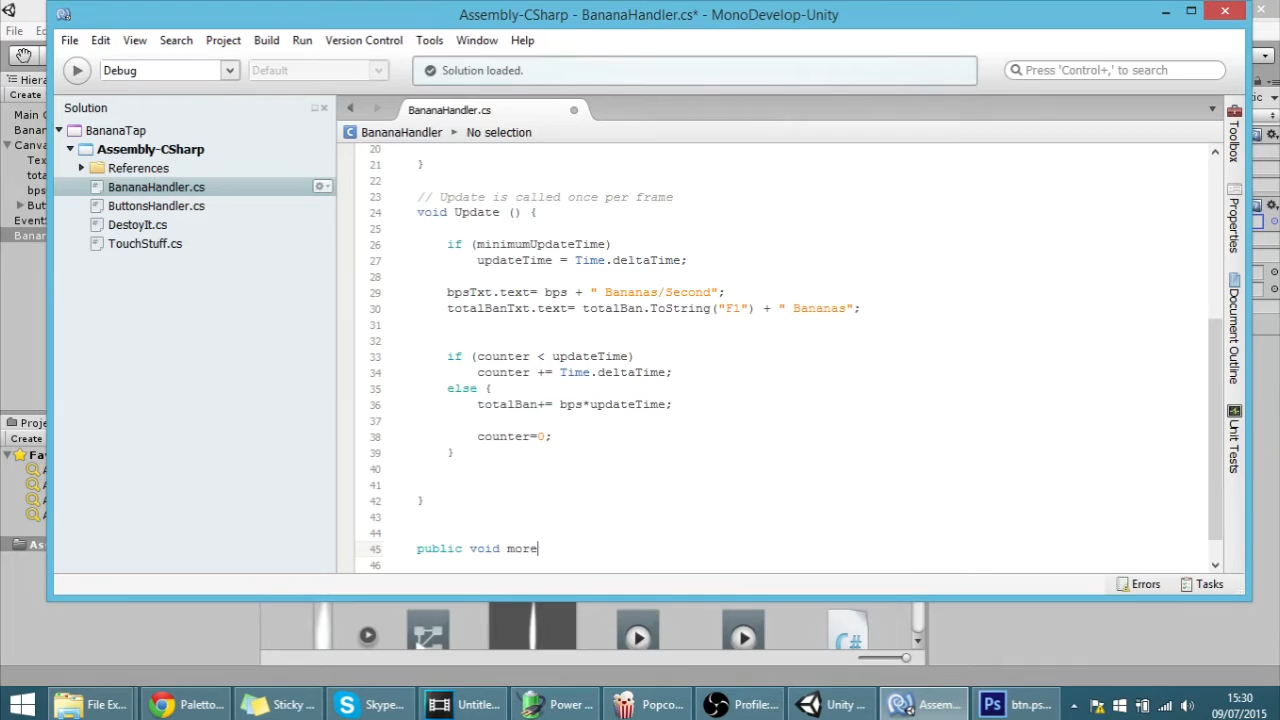 Assembly-CSharp - BananaHandler.cs* - MonoDevelop-Unity
File Edit View Search Project Build Run Version Control Tools Window Help
Debug Default Solution loaded. Press 'Control+,' to search
Hiera
Create
Main C
Banan
Canva
Tex
tota
bps
But
Event
Banan
Solution
BananaTap
Assembly-CSharp
References
BananaHandler.cs
ButtonsHandler.cs
DestoyIt.cs
TouchStuff.cs
BananaHandler.cs
BananaHandler No selection
20
21 }
22
23 // Update is called once per frame
24 void Update () {
25
26 if (minimumUpdateTime)
27 updateTime = Time.deltaTime;
28
29 bpsTxt.text= bps + " Bananas/Second";
30 totalBanTxt.text= totalBan.ToString("F1") + " Bananas";
31
32
33 if (counter < updateTime)
34 counter += Time.deltaTime;
35 else {
36 totalBan+= bps*updateTime;
37
38 counter=0;
39 }
40
41
42 }
43
44
45 public void more
46
Toolbox
Properties
Document Outline
Unit Tests
Proje
Create
Fa
A
A
A
A
Ass
Errors Tasks
C#
File Ex... Paletto... Sticky ... Skype... Untitle... Power ... Popco... Profile:... Unity ... Assem... btn.ps...
15:30
09/07/2015